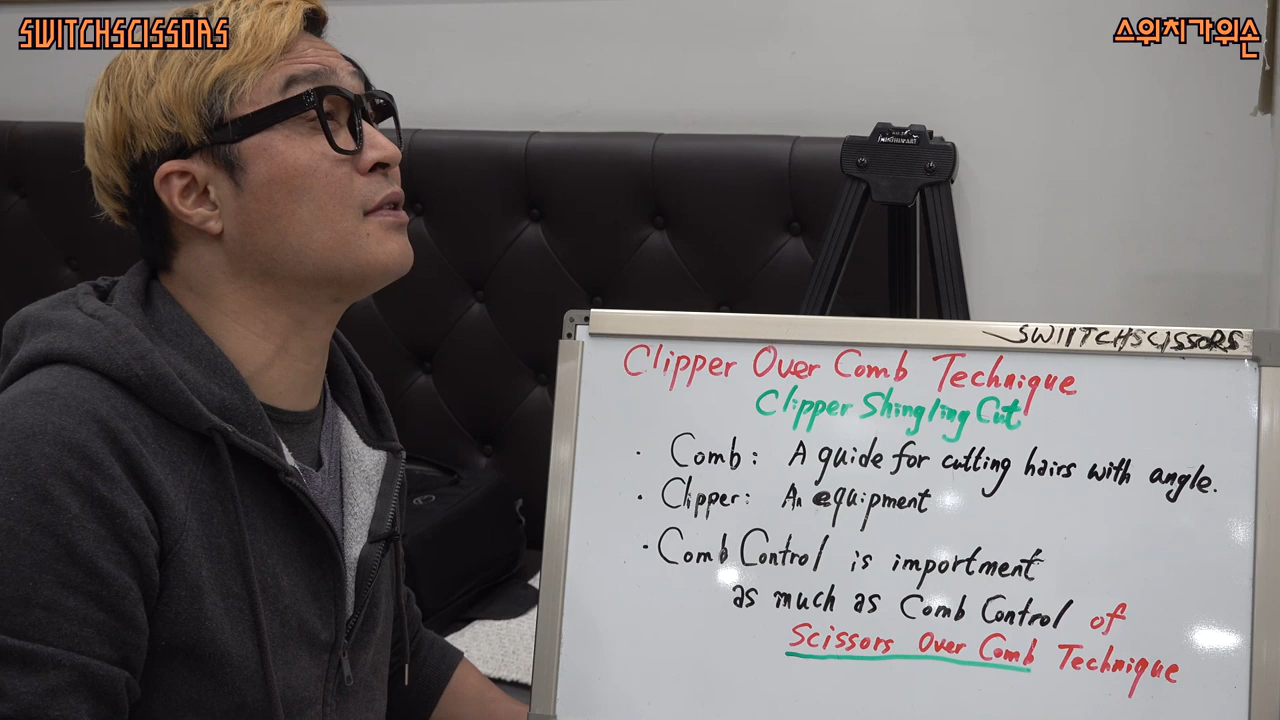 SWITCHSCISSORS
스위치가위손
SWIITCHSCISSORS
Clipper Over Comb Technique
Clipper Shingling Cut
· Comb: A guide for cutting hairs with angle.
· Clipper: An equipment
· Comb Control is importment
as much as Comb Control of
Scissors Over Comb Technique